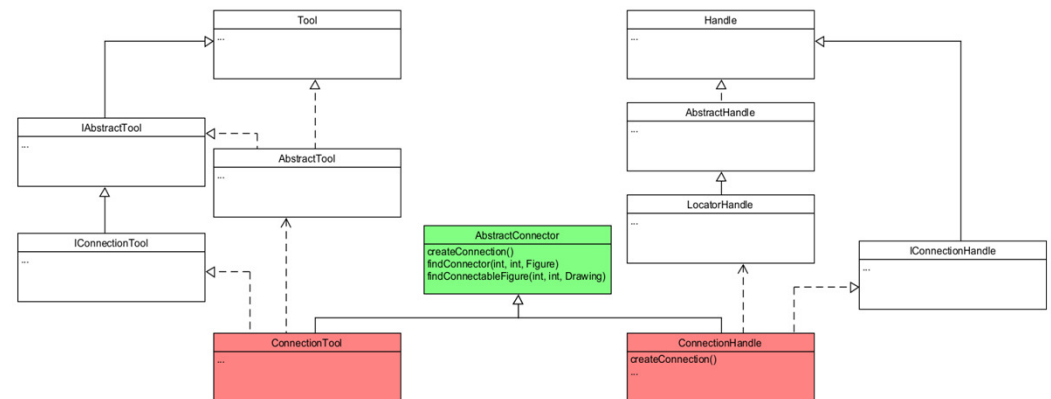 Tool
...
Handle
...
IAbstractTool
...
AbstractHandle
...
AbstractTool
...
LocatorHandle
...
IConnectionTool
...
AbstractConnector
createConnection()
findConnector(int, int, Figure)
findConnectableFigure(int, int, Drawing)
IConnectionHandle
...
ConnectionTool
...
ConnectionHandle
createConnection()
...